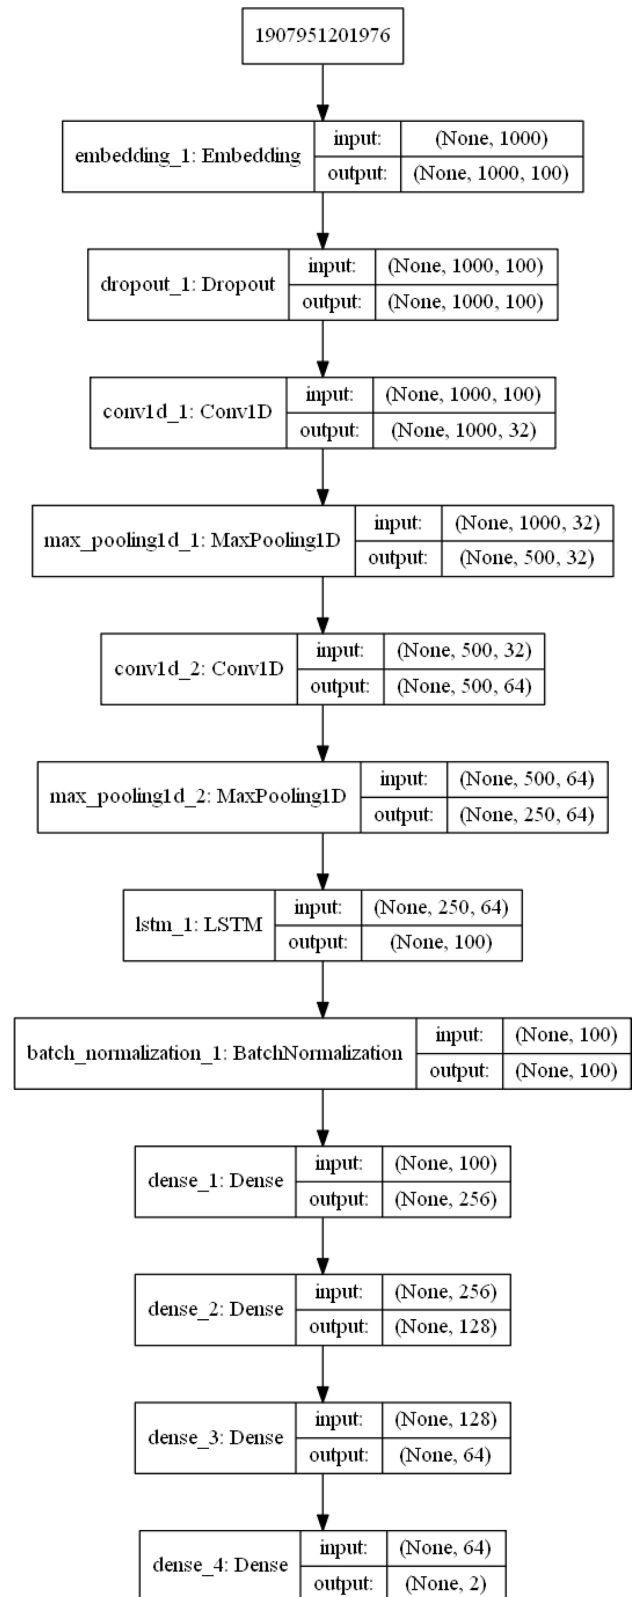 1907951201976
embedding_1: Embedding
input: (None, 1000)
output: (None, 1000, 100)
dropout_1: Dropout
input: (None, 1000, 100)
output: (None, 1000, 100)
conv1d_1: Conv1D
input: (None, 1000, 100)
output: (None, 1000, 32)
max_pooling1d_1: MaxPooling1D
input: (None, 1000, 32)
output: (None, 500, 32)
conv1d_2: Conv1D
input: (None, 500, 32)
output: (None, 500, 64)
max_pooling1d_2: MaxPooling1D
input: (None, 500, 64)
output: (None, 250, 64)
lstm_1: LSTM
input: (None, 250, 64)
output: (None, 100)
batch_normalization_1: BatchNormalization
input: (None, 100)
output: (None, 100)
dense_1: Dense
input: (None, 100)
output: (None, 256)
dense_2: Dense
input: (None, 256)
output: (None, 128)
dense_3: Dense
input: (None, 128)
output: (None, 64)
dense_4: Dense
input: (None, 64)
output: (None, 2)